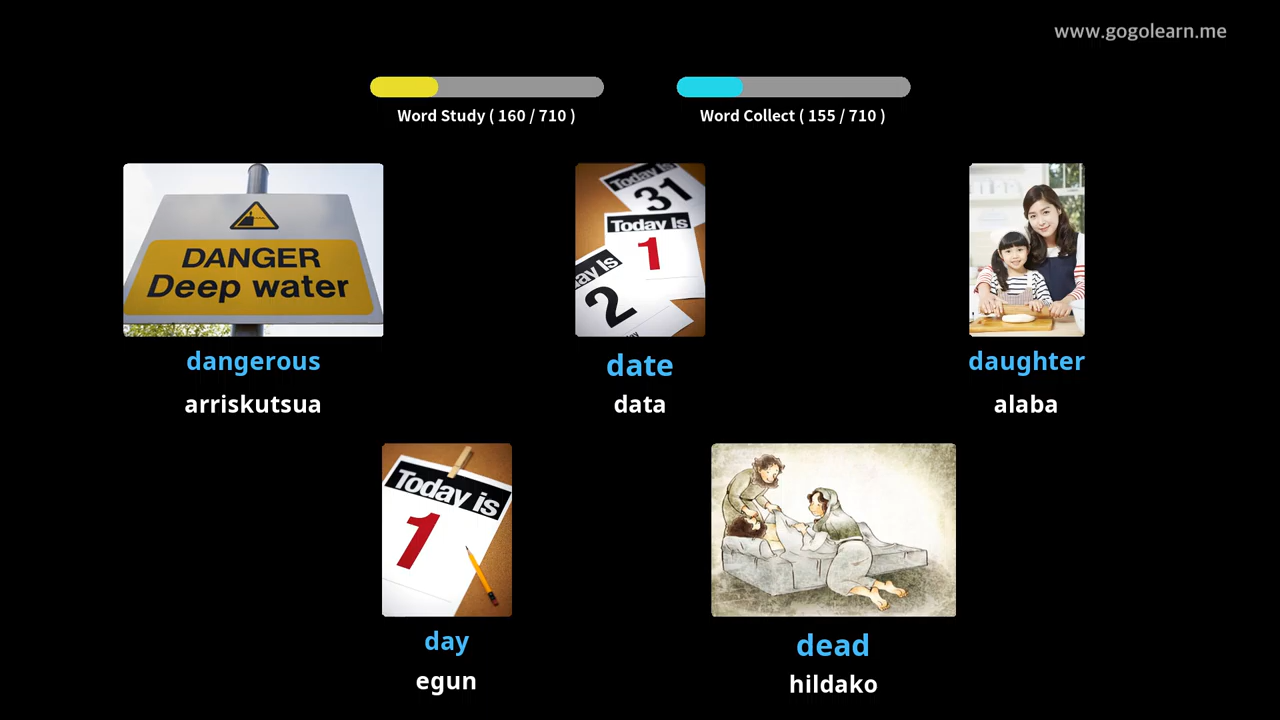 www.gogolearn.me
Word Study ( 160 / 710 )
Word Collect ( 155 / 710 )
DANGER
Deep water
Today is
31
Today is
1
ay is
2
dangerous
date
daughter
arriskutsua
data
alaba
Today is
1
day
dead
egun
hildako